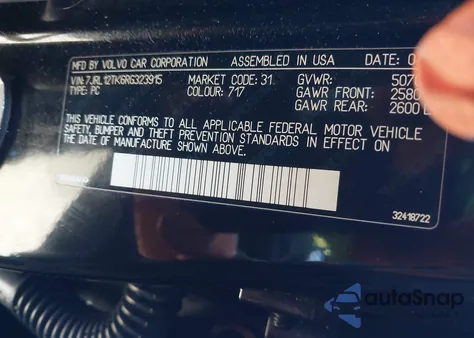 MFD BY VOLVO CAR CORPORATION ASSEMBLED IN USA DATE: 0
VIN: 7JRL12TK6RG323915 MARKET CODE: 31 GVWR: 507
TYPE: PC COLOUR: 717 GAWR FRONT: 2580
GAWR REAR: 2600 L
THIS VEHICLE CONFORMS TO ALL APPLICABLE FEDERAL MOTOR VEHICLE
SAFETY, BUMPER AND THEFT PREVENTION STANDARDS IN EFFECT ON
THE DATE OF MANUFACTURE SHOWN ABOVE.
32418722
autoSnap